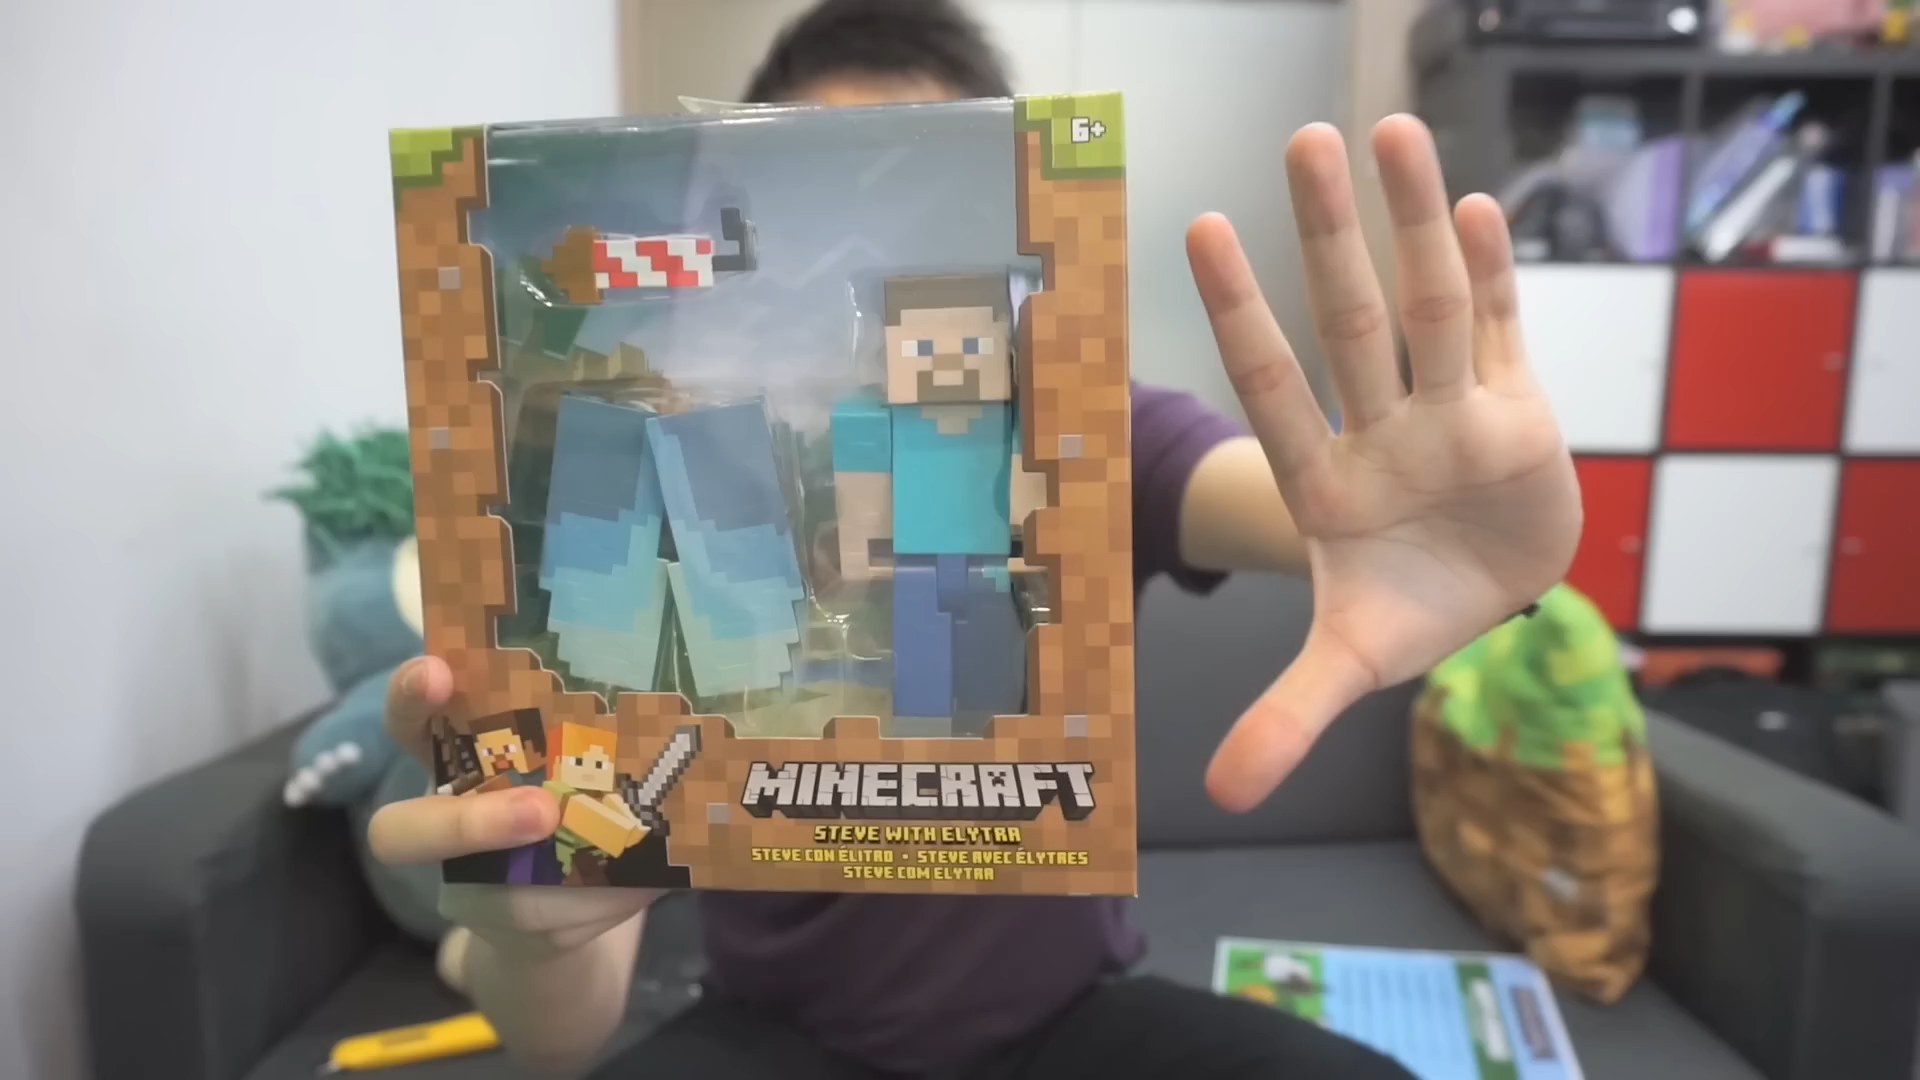 6+
MINECRAFT
STEVE WITH ELYTRA
STEVE CON ÉLITRO • STEVE AVEC ÉLYTRES
STEVE COM ELYTRA